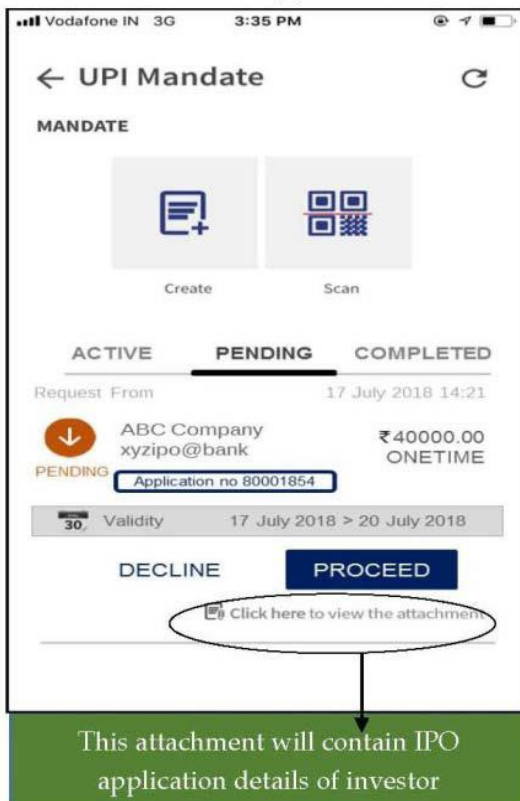 Vodafone IN 3G 3:35 PM
← UPI Mandate
MANDATE
Create Scan
ACTIVE PENDING COMPLETED
Request From 17 July 2018 14:21
ABC Company ₹40000.00
xyzipo@bank ONETIME
PENDING
Application no 80001854
30 Validity 17 July 2018 > 20 July 2018
DECLINE PROCEED
Click here to view the attachment
This attachment will contain IPO
application details of investor